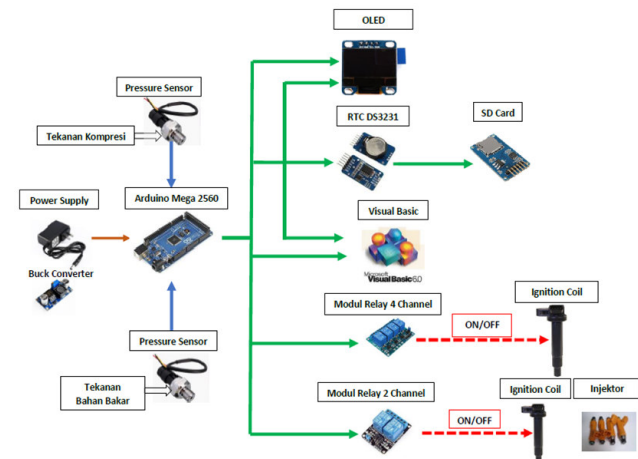 OLED
Pressure Sensor
Tekanan Kompresi
RTC DS3231
SD Card
Power Supply
Arduino Mega 2560
Visual Basic
Buck Converter
Microsoft
Visual Basic 6.0
Modul Relay 4 Channel
Ignition Coil
ON/OFF
Pressure Sensor
Tekanan
Bahan Bakar
Modul Relay 2 Channel
Ignition Coil
Injektor
ON/OFF